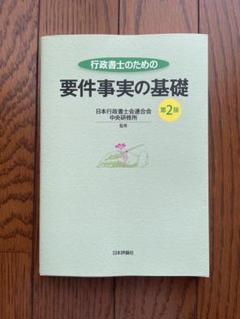 行政書士のための
要件事実の基礎
第2版
日本行政書士会連合会
中央研修所
監修
日本評論社